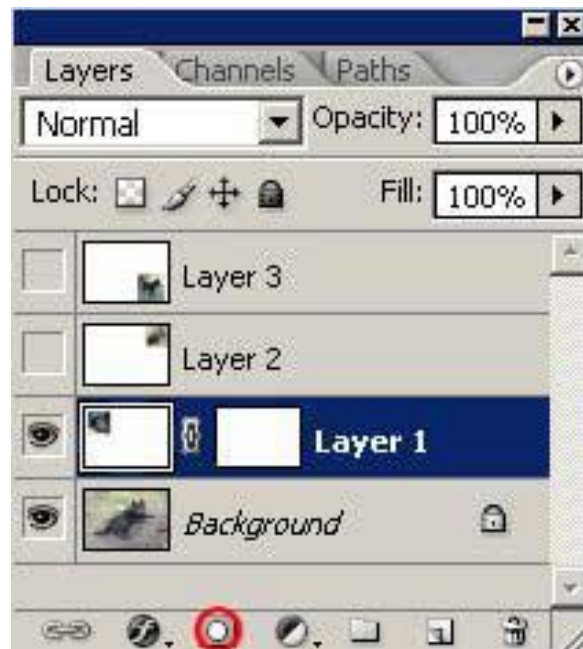 Layers Channels Paths
Normal Opacity: 100%
Lock: Fill: 100%
Layer 3
Layer 2
Layer 1
Background